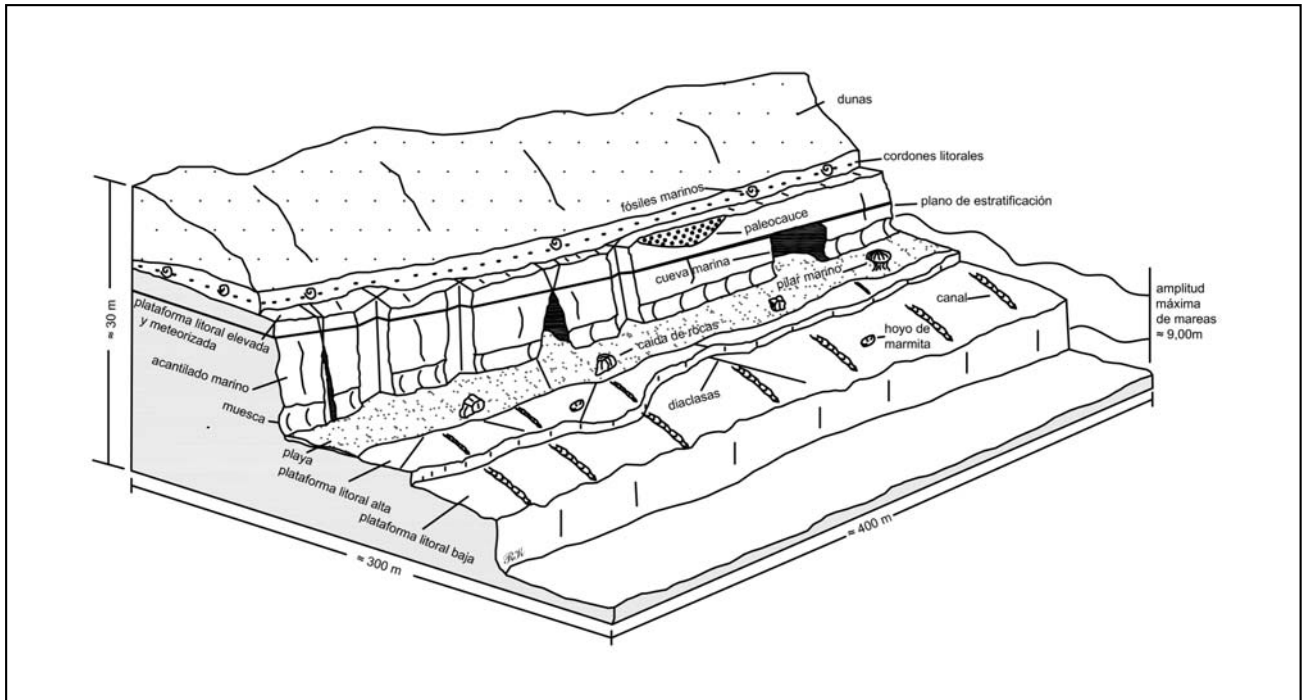 dunas
cordones litorales
fósiles marinos
plano de estratificación
paleocauce
cueva marina
pilar marino
canal
amplitud
máxima
de mareas
≈ 9,00m
hoyo de
marmita
caída de rocas
diaclasas
plataforma litoral elevada
y meteorizada
acantilado marino
muesca
playa
plataforma litoral alta
plataforma litoral baja
≈ 30 m
≈ 300 m
≈ 400 m